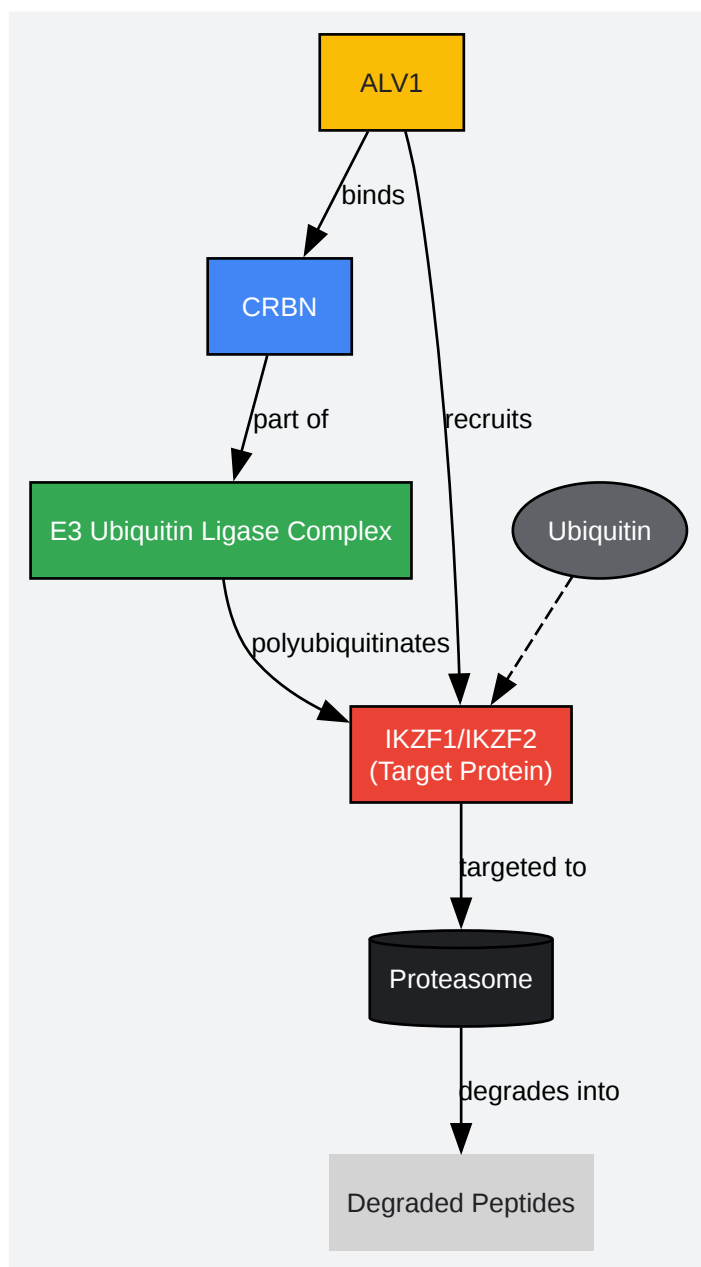 ALV1
binds
CRBN
part of
recruits
E3 Ubiquitin Ligase Complex
Ubiquitin
polyubiquitinates
IKZF1/IKZF2
(Target Protein)
targeted to
Proteasome
degrades into
Degraded Peptides